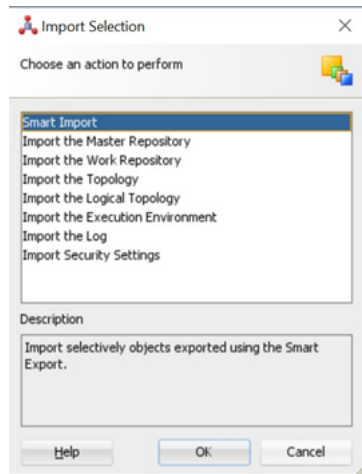 Import Selection
Choose an action to perform
Smart Import
Import the Master Repository
Import the Work Repository
Import the Topology
Import the Logical Topology
Import the Execution Environment
Import the Log
Import Security Settings
Description
Import selectively objects exported using the Smart
Export.
Help OK Cancel